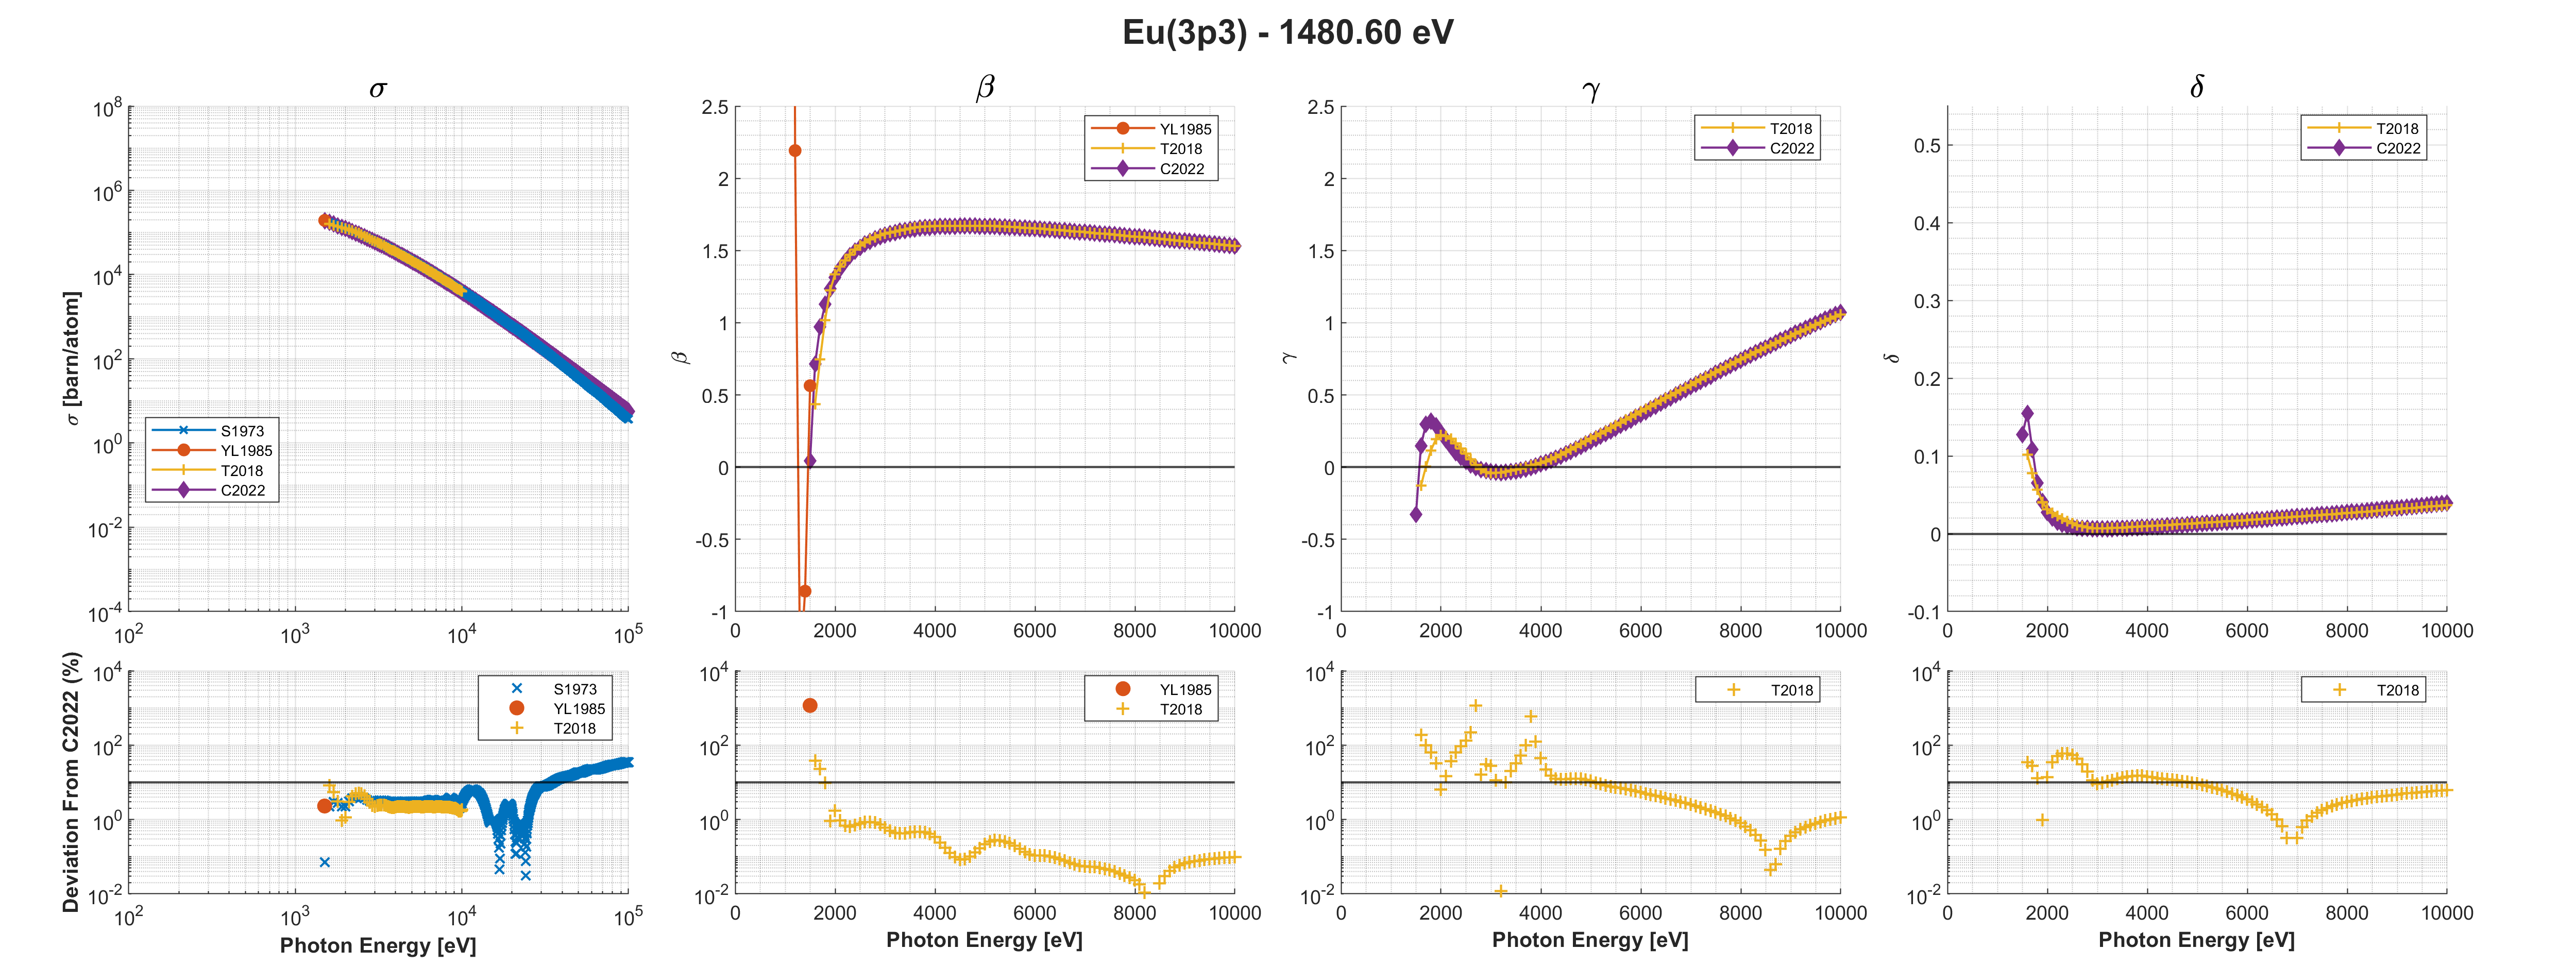 Eu(3p3) - 1480.60 eV
σ
10^8
10^6
10^4
10^2
10^0
10^-2
10^-4
σ [barn/atom]
S1973
YL1985
T2018
C2022
10^2
10^3
10^4
10^5
β
2.5
2
1.5
1
0.5
0
-0.5
-1
β
YL1985
T2018
C2022
0
2000
4000
6000
8000
10000
γ
2.5
2
1.5
1
0.5
0
-0.5
-1
γ
T2018
C2022
0
2000
4000
6000
8000
10000
δ
0.5
0.4
0.3
0.2
0.1
0
-0.1
δ
T2018
C2022
0
2000
4000
6000
8000
10000
Deviation From C2022 (%)
10^4
10^2
10^0
10^-2
S1973
YL1985
T2018
10^2
10^3
10^4
10^5
Photon Energy [eV]
10^4
10^2
10^0
10^-2
YL1985
T2018
0
2000
4000
6000
8000
10000
Photon Energy [eV]
10^4
10^2
10^0
10^-2
T2018
0
2000
4000
6000
8000
10000
Photon Energy [eV]
10^4
10^2
10^0
10^-2
T2018
0
2000
4000
6000
8000
10000
Photon Energy [eV]